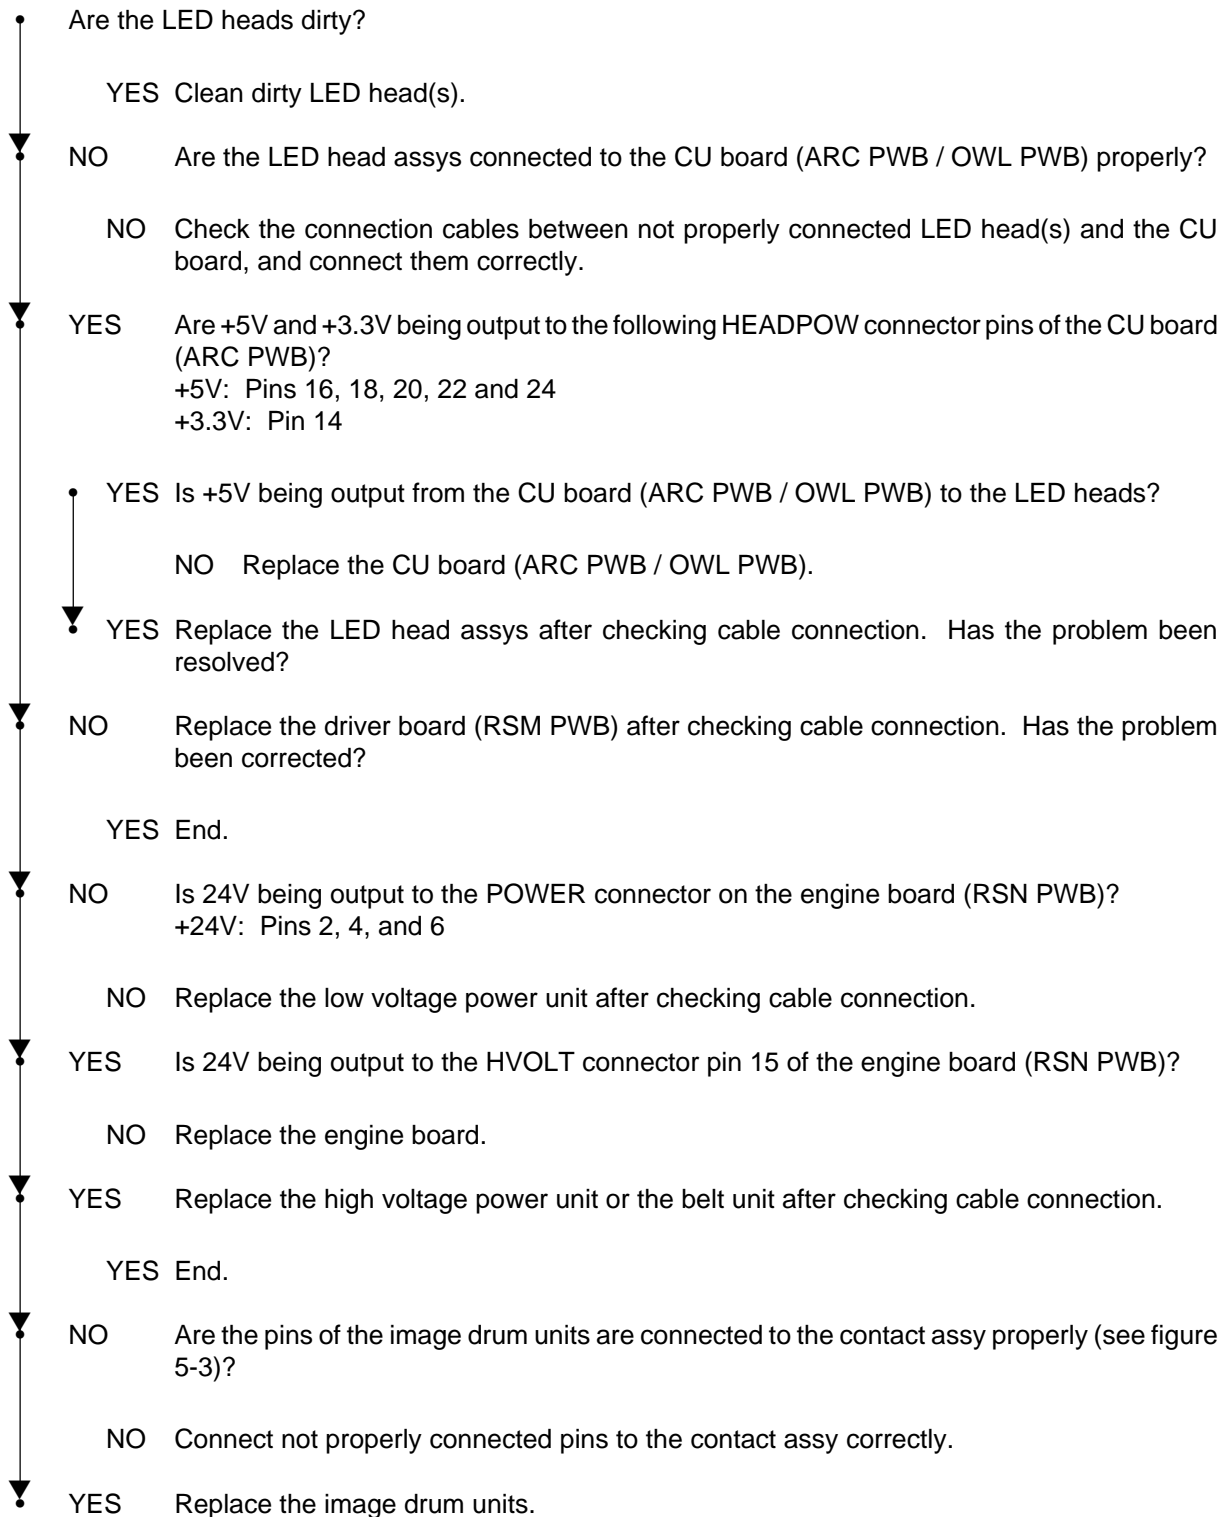 Are the LED heads dirty?
YES Clean dirty LED head(s).
NO Are the LED head assys connected to the CU board (ARC PWB / OWL PWB) properly?
NO Check the connection cables between not properly connected LED head(s) and the CU
board, and connect them correctly.
YES Are +5V and +3.3V being output to the following HEADPOW connector pins of the CU board
(ARC PWB)?
+5V: Pins 16, 18, 20, 22 and 24
+3.3V: Pin 14
YES Is +5V being output from the CU board (ARC PWB / OWL PWB) to the LED heads?
NO Replace the CU board (ARC PWB / OWL PWB).
YES Replace the LED head assys after checking cable connection. Has the problem been
resolved?
NO Replace the driver board (RSM PWB) after checking cable connection. Has the problem
been corrected?
YES End.
NO Is 24V being output to the POWER connector on the engine board (RSN PWB)?
+24V: Pins 2, 4, and 6
NO Replace the low voltage power unit after checking cable connection.
YES Is 24V being output to the HVOLT connector pin 15 of the engine board (RSN PWB)?
NO Replace the engine board.
YES Replace the high voltage power unit or the belt unit after checking cable connection.
YES End.
NO Are the pins of the image drum units are connected to the contact assy properly (see figure
5-3)?
NO Connect not properly connected pins to the contact assy correctly.
YES Replace the image drum units.